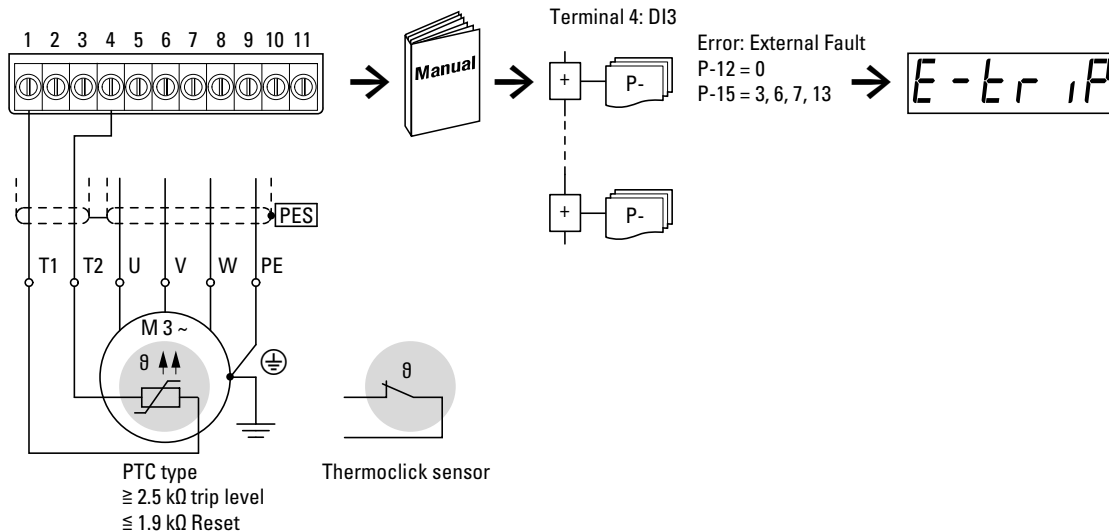 1 2 3 4 5 6 7 8 9 10 11
Manual
Terminal 4: DI3
+
P-
Error: External Fault
P-12 = 0
P-15 = 3, 6, 7, 13
E-triP
+
P-
PES
T1 T2 U V W PE
M 3 ~
ϑ
ϑ
PTC type
≧ 2.5 kΩ trip level
≦ 1.9 kΩ Reset
Thermoclick sensor